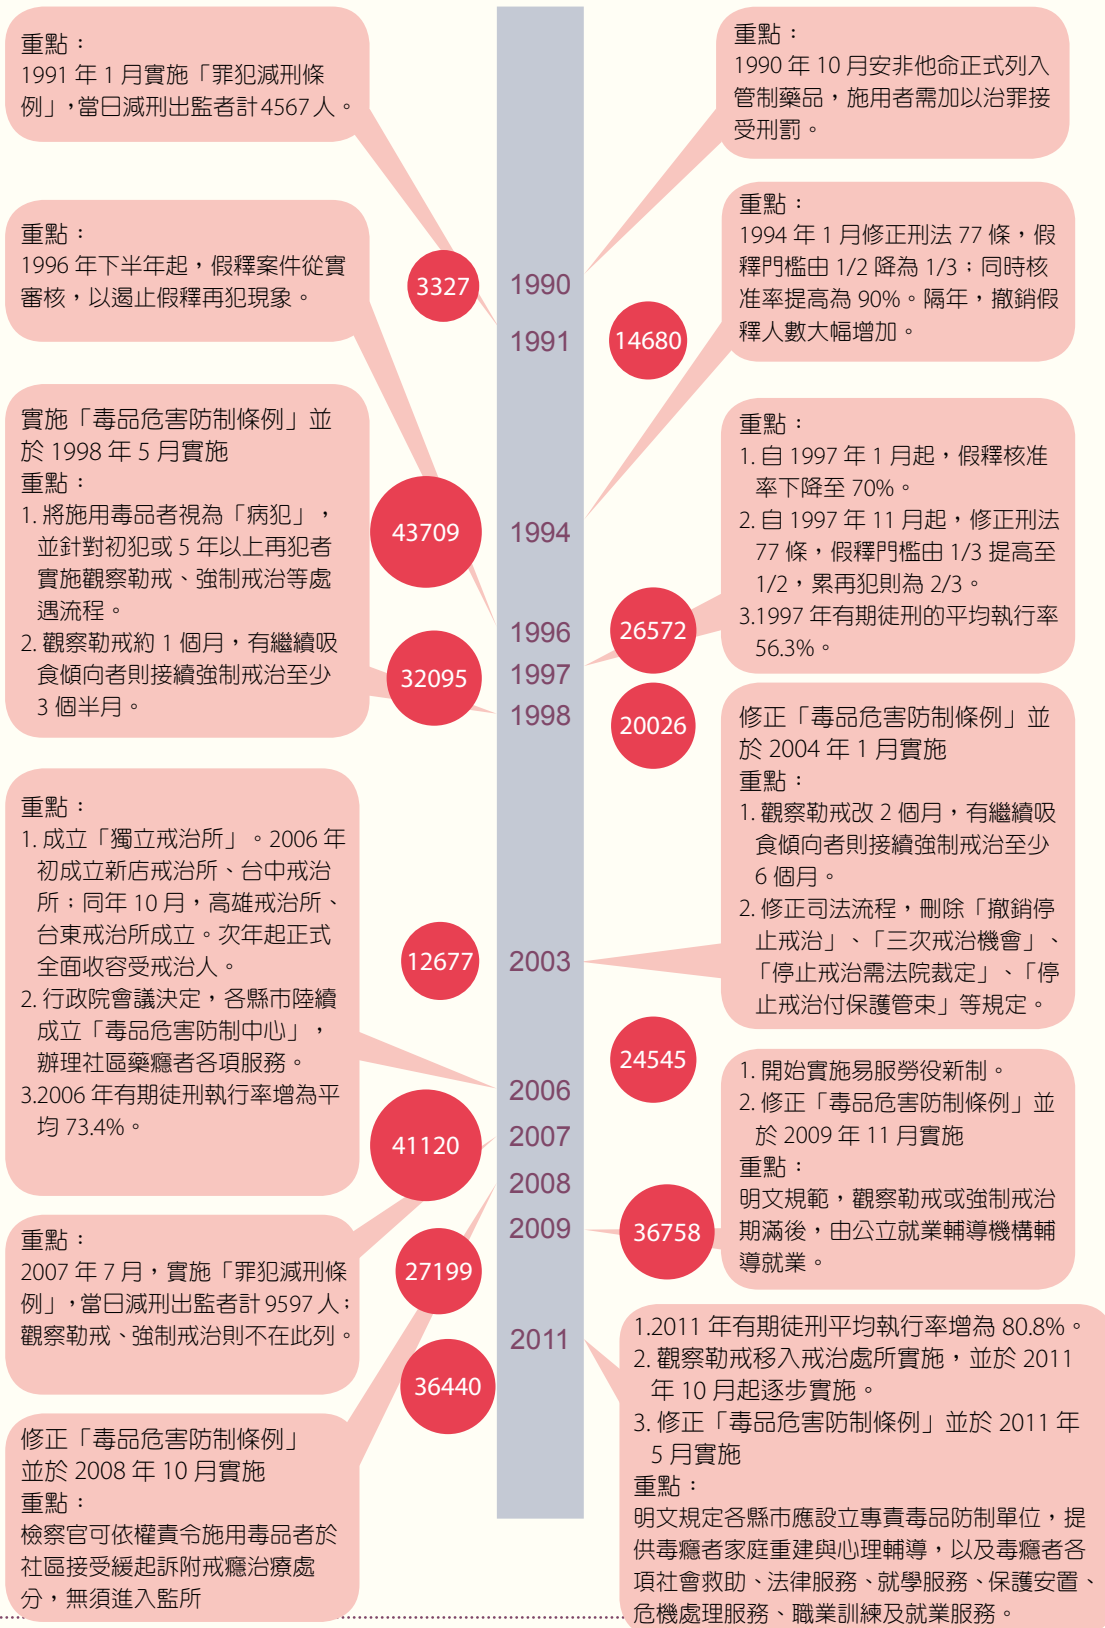 重點：
1991 年 1 月實施「罪犯減刑條
例」，當日減刑出監者計 4567 人。
重點：
1990 年 10 月安非他命正式列入
管制藥品，施用者需加以治罪接
受刑罰。
重點：
1996 年下半年起，假釋案件從實
審核，以遏止假釋再犯現象。
重點：
1994 年 1 月修正刑法 77 條，假
釋門檻由 1/2 降為 1/3；同時核
准率提高為 90%。隔年，撤銷假
釋人數大幅增加。
3327
1990
1991
14680
實施「毒品危害防制條例」並
於 1998 年 5 月實施
重點：
1. 將施用毒品者視為「病犯」，
並針對初犯或 5 年以上再犯者
實施觀察勒戒、強制戒治等處
遇流程。
2. 觀察勒戒約 1 個月，有繼續吸
食傾向者則接續強制戒治至少
3 個半月。
重點：
1. 自 1997 年 1 月起，假釋核准
率下降至 70%。
2. 自 1997 年 11 月起，修正刑法
77 條，假釋門檻由 1/3 提高至
1/2，累再犯則為 2/3。
3.1997 年有期徒刑的平均執行率
56.3%。
43709
1994
1996
26572
32095
1997
1998
20026
修正「毒品危害防制條例」並
於 2004 年 1 月實施
重點：
1. 觀察勒戒改 2 個月，有繼續吸
食傾向者則接續強制戒治至少
6 個月。
2. 修正司法流程，刪除「撤銷停
止戒治」、「三次戒治機會」、
「停止戒治需法院裁定」、「停
止戒治付保護管束」等規定。
重點：
1. 成立「獨立戒治所」。2006 年
初成立新店戒治所、台中戒治
所；同年 10 月，高雄戒治所、
台東戒治所成立。次年起正式
全面收容受戒治人。
2. 行政院會議決定，各縣市陸續
成立「毒品危害防制中心」，
辦理社區藥癮者各項服務。
3.2006 年有期徒刑執行率增為平
均 73.4%。
12677
2003
24545
2006
41120
2007
2008
2009
36758
1. 開始實施易服勞役新制。
2. 修正「毒品危害防制條例」並
於 2009 年 11 月實施
重點：
明文規範，觀察勒戒或強制戒治
期滿後，由公立就業輔導機構輔
導就業。
重點：
2007 年 7 月，實施「罪犯減刑條
例」，當日減刑出監者計 9597 人；
觀察勒戒、強制戒治則不在此列。
27199
2011
36440
1.2011 年有期徒刑平均執行率增為 80.8%。
2. 觀察勒戒移入戒治處所實施，並於 2011
年 10 月起逐步實施。
3. 修正「毒品危害防制條例」並於 2011 年
5 月實施
重點：
明文規定各縣市應設立專責毒品防制單位，提
供毒癮者家庭重建與心理輔導，以及毒癮者各
項社會救助、法律服務、就學服務、保護安置、
危機處理服務、職業訓練及就業服務。
修正「毒品危害防制條例」
並於 2008 年 10 月實施
重點：
檢察官可依權責令施用毒品者於
社區接受緩起訴附戒癮治療處
分，無須進入監所